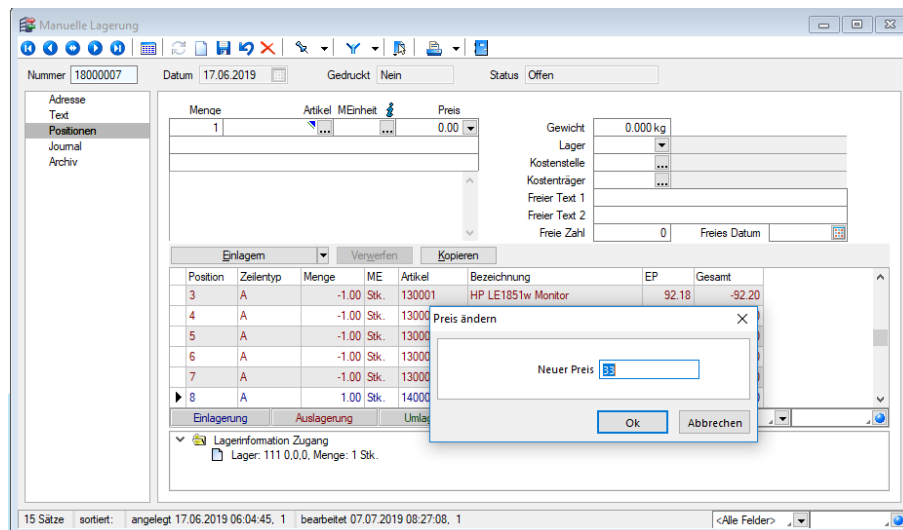 Manuelle Lagerung
Nummer 18000007 Datum 17.06.2019 Gedruckt Nein Status Offen
Adresse
Text
Positionen
Journal
Archiv
Menge Artikel MEinheit Preis
1 ... ... 0.00
Gewicht 0.000 kg
Lager
Kostenstelle ...
Kostenträger ...
Freier Text 1
Freier Text 2
Freie Zahl 0 Freies Datum
Einlagern Verwerfen Kopieren
Position Zeilentyp Menge ME Artikel Bezeichnung EP Gesamt
3 A -1.00 Stk. 130001 HP LE1851w Monitor 92.18 -92.20
4 A -1.00 Stk. 13000
5 A -1.00 Stk. 13000
6 A -1.00 Stk. 13000
7 A -1.00 Stk. 13000
8 A 1.00 Stk. 14000
Preis ändern
Neuer Preis 33
Ok Abbrechen
Einlagerung Auslagerung Umlag
Lagerinformation Zugang
Lager: 111 0,0,0, Menge: 1 Stk.
15 Sätze sortiert: angelegt 17.06.2019 06:04:45, 1 bearbeitet 07.07.2019 08:27:08, 1 <Alle Felder>